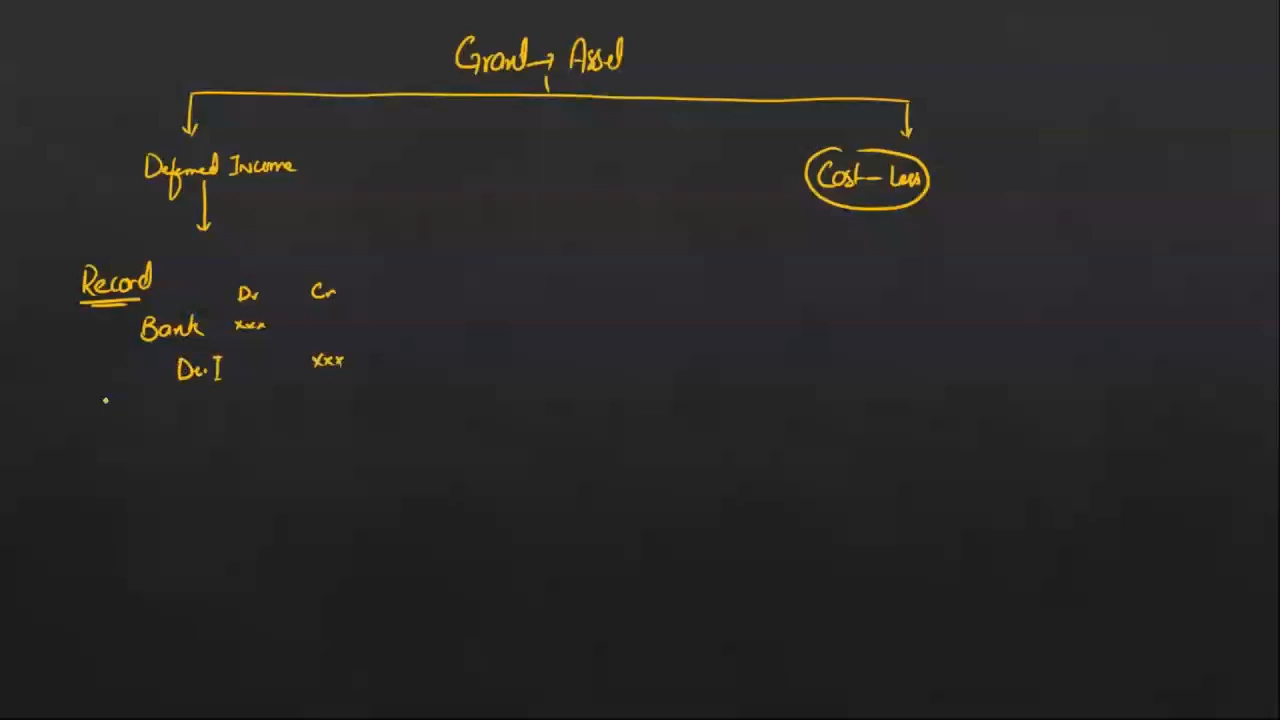 Grant → Asset
Deferred Income
Cost - Less
Record
Dr Cr
Bank xxx
De.I xxx